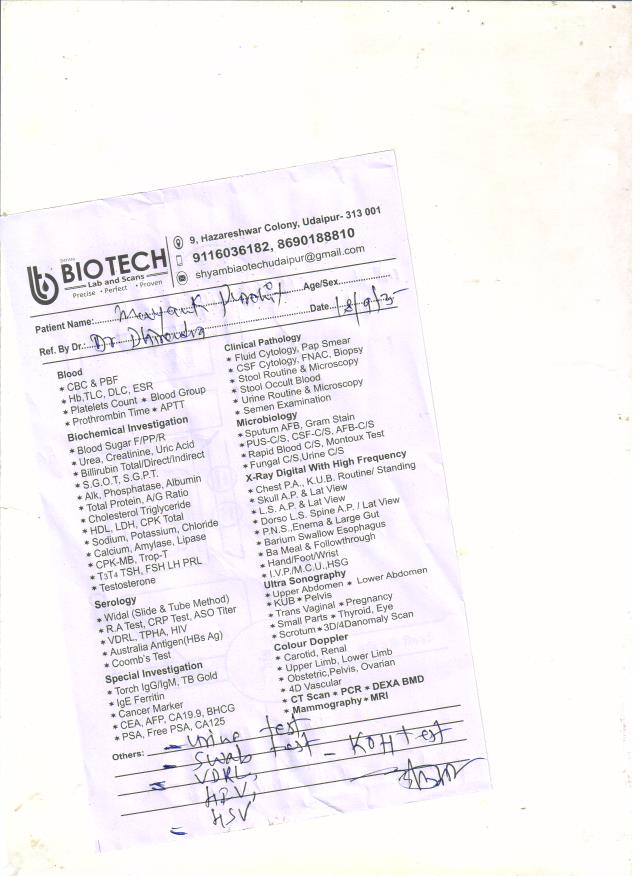 SHYAM
BIOTECH
Lab and Scans
Precise • Perfect • Proven
9, Hazareshwar Colony, Udaipur- 313 001
9116036182, 8690188810
shyambiaotechudaipur@gmail.com
Patient Name:.......Mayank.......Age/Sex..............
Ref. By Dr.:...Dr.......Date...18/9/25
Blood
* CBC & PBF
* Hb,TLC, DLC, ESR
* Platelets Count * Blood Group
* Prothrombin Time * APTT
Biochemical Investigation
* Blood Sugar F/PP/R
* Urea, Creatinine, Uric Acid
* Billirubin Total/Direct/Indirect
* S.G.O.T, S.G.P.T.
* Alk, Phosphatase, Albumin
* Total Protein, A/G Ratio
* Cholesterol Triglyceride
* HDL, LDH, CPK Total
* Sodium, Potassium, Chloride
* Calcium, Amylase, Lipase
* CPK-MB, Trop-T
* T3T4 TSH, FSH LH PRL
* Testosterone
Serology
* Widal (Slide & Tube Method)
* R.A Test, CRP Test, ASO Titer
* VDRL, TPHA, HIV
* Australia Antigen(HBs Ag)
* Coomb's Test
Special Investigation
* Torch IgG/IgM, TB Gold
* IgE Ferritin
* Cancer Marker
* CEA, AFP, CA19.9, BHCG
* PSA, Free PSA, CA125
Clinical Pathology
* Fluid Cytology, Pap Smear
* CSF Cytology, FNAC, Biopsy
* Stool Routine & Microscopy
* Stool Occult Blood
* Urine Routine & Microscopy
* Semen Examination
Microbiology
* Sputum AFB, Gram Stain
* PUS-C/S, CSF-C/S, AFB-C/S
* Rapid Blood C/S, Montoux Test
* Fungal C/S,Urine C/S
X-Ray Digital With High Frequency
* Chest P.A., K.U.B. Routine/ Standing
* Skull A.P. & Lat View
* L.S. A.P. & Lat View
* Dorso L.S. Spine A.P. / Lat View
* P.N.S.,Enema & Large Gut
* Barium Swallow Esophagus
* Ba Meal & Followthrough
* Hand/Foot/Wrist
* I.V.P./M.C.U.,HSG
Ultra Sonography
* Upper Abdomen * Lower Abdomen
* KUB * Pelvis
* Trans Vaginal * Pregnancy
* Small Parts * Thyroid, Eye
* Scrotum * 3D/4Danomaly Scan
Colour Doppler
* Carotid, Renal
* Upper Limb, Lower Limb
* Obstetric,Pelvis, Ovarian
* 4D Vascular
* CT Scan * PCR * DEXA BMD
* Mammography * MRI
Others: - urine test
- swab test - KOH test
- VDRL,
HIV,
HSV